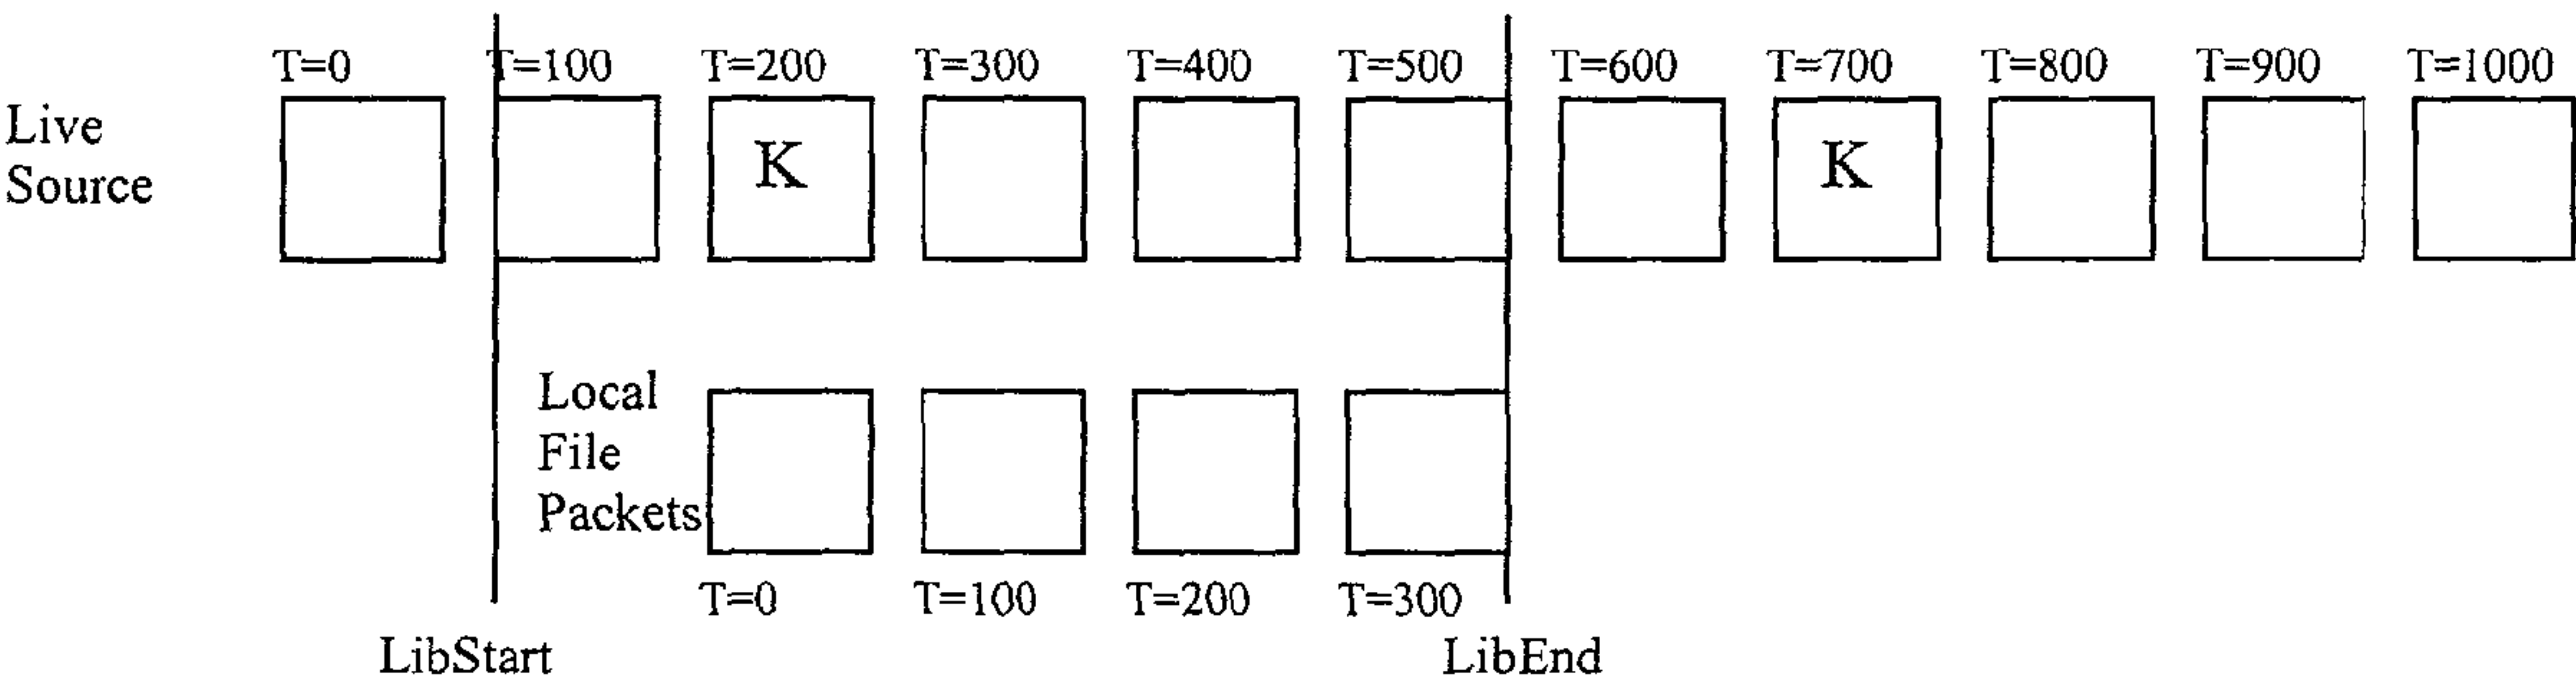 T=0 T=100 T=200 T=300 T=400 T=500 T=600 T=700 T=800 T=900 T=1000
Live
Source
K K
Local
File
Packets
T=0 T=100 T=200 T=300
LibStart LibEnd